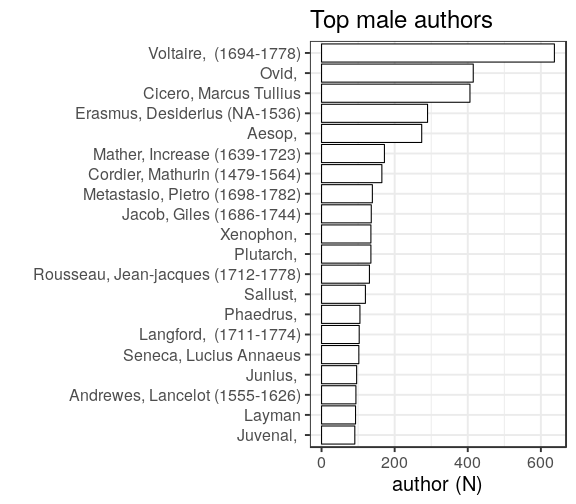 Top male authors
Voltaire,  (1694-1778)
Ovid,
Cicero, Marcus Tullius
Erasmus, Desiderius (NA-1536)
Aesop,
Mather, Increase (1639-1723)
Cordier, Mathurin (1479-1564)
Metastasio, Pietro (1698-1782)
Jacob, Giles (1686-1744)
Xenophon,
Plutarch,
Rousseau, Jean-jacques (1712-1778)
Sallust,
Phaedrus,
Langford,  (1711-1774)
Seneca, Lucius Annaeus
Junius,
Andrewes, Lancelot (1555-1626)
Layman
Juvenal,
0 200 400 600
author (N)